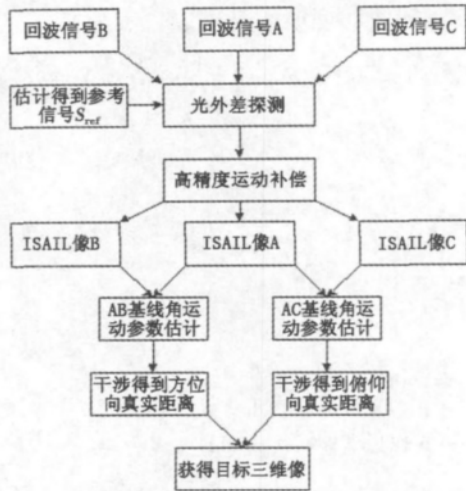 回波信号B
回波信号A
回波信号C
估计得到参考
信号S_ref
光外差探测
高精度运动补偿
ISAIL像B
ISAIL像A
ISAIL像C
AB基线角运
动参数估计
AC基线角运
动参数估计
干涉得到方位
向真实距离
干涉得到俯仰
向真实距离
获得目标三维像